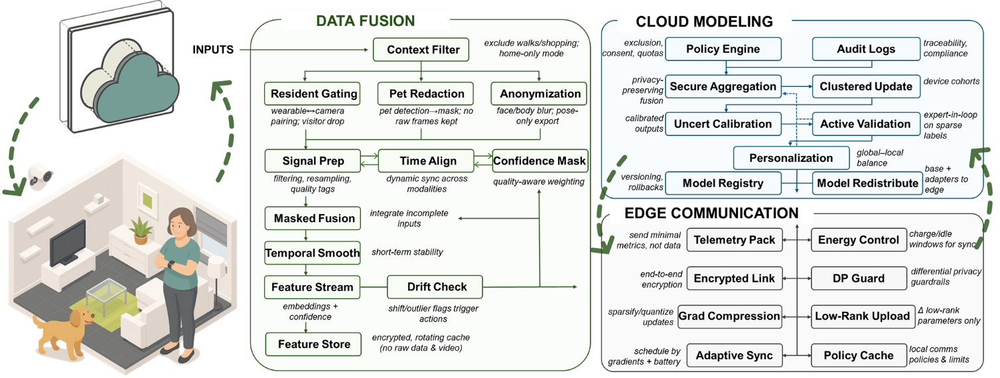 INPUTS
DATA FUSION
Context Filter
exclude walks/shopping;
home-only mode
Resident Gating
wearable↔camera
pairing; visitor drop
Pet Redaction
pet detection→mask; no
raw frames kept
Anonymization
face/body blur; pose-
only export
Signal Prep
filtering, resampling,
quality tags
Time Align
dynamic sync across
modalities
Confidence Mask
quality-aware weighting
Masked Fusion
integrate incomplete
inputs
Temporal Smooth
short-term stability
Feature Stream
embeddings +
confidence
Drift Check
shift/outlier flags trigger
actions
Feature Store
encrypted, rotating cache
(no raw data & video)
CLOUD MODELING
exclusion,
consent, quotas
Policy Engine
Audit Logs
traceability,
compliance
privacy-
preserving
fusion
Secure Aggregation
Clustered Update
device cohorts
calibrated
outputs
Uncert Calibration
Active Validation
expert-in-loop
on sparse
labels
Personalization
global–local
balance
versioning,
rollbacks
Model Registry
Model Redistribute
base +
adapters to
edge
EDGE COMMUNICATION
send minimal
metrics, not data
Telemetry Pack
Energy Control
charge/idle
windows for sync
end-to-end
encryption
Encrypted Link
DP Guard
differential privacy
guardrails
sparsify/quantize
updates
Grad Compression
Low-Rank Upload
Δ low-rank
parameters only
schedule by
gradients + battery
Adaptive Sync
Policy Cache
local comms
policies & limits